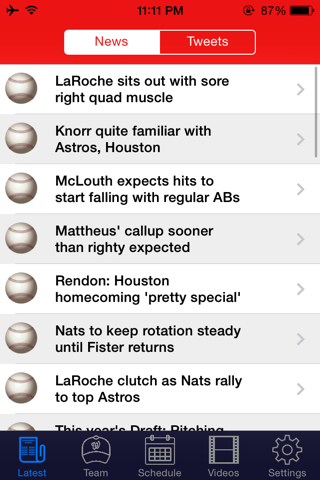 11:11 PM
87%
News
Tweets
LaRoche sits out with sore
right quad muscle
Knorr quite familiar with
Astros, Houston
McLouth expects hits to
start falling with regular ABs
Mattheus' callup sooner
than righty expected
Rendon: Houston
homecoming 'pretty special'
Nats to keep rotation steady
until Fister returns
LaRoche clutch as Nats rally
to top Astros
This year's Draft: Pitching,
Latest
W
Team
Schedule
Videos
Settings